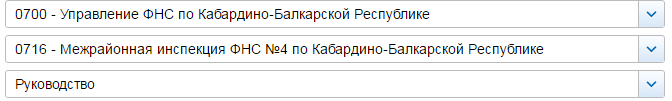 0700 - Управление ФНС по Кабардино-Балкарской Республике
0716 - Межрайонная инспекция ФНС №4 по Кабардино-Балкарской Республике
Руководство